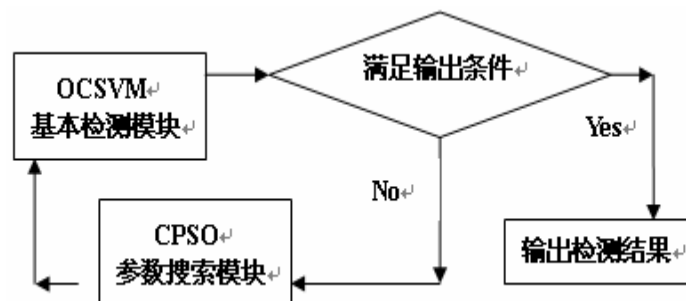 OCSVM
基本检测模块
满足输出条件
Yes
No
CPSO
参数搜索模块
输出检测结果